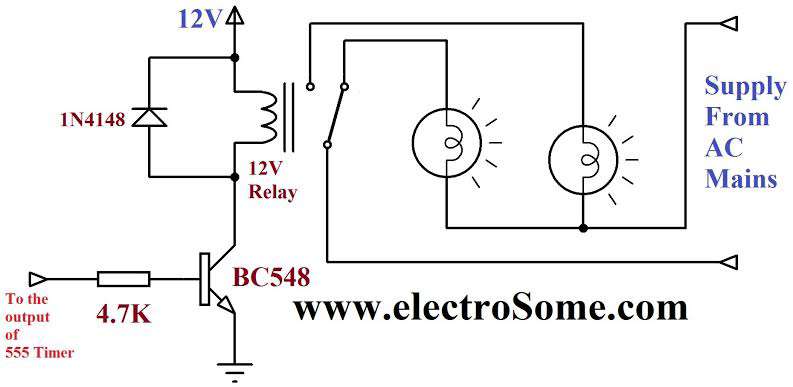 12V
1N4148
12V
Relay
Supply
From
AC
Mains
BC548
4.7K
To the
output
of
555 Timer
www.electroSome.com